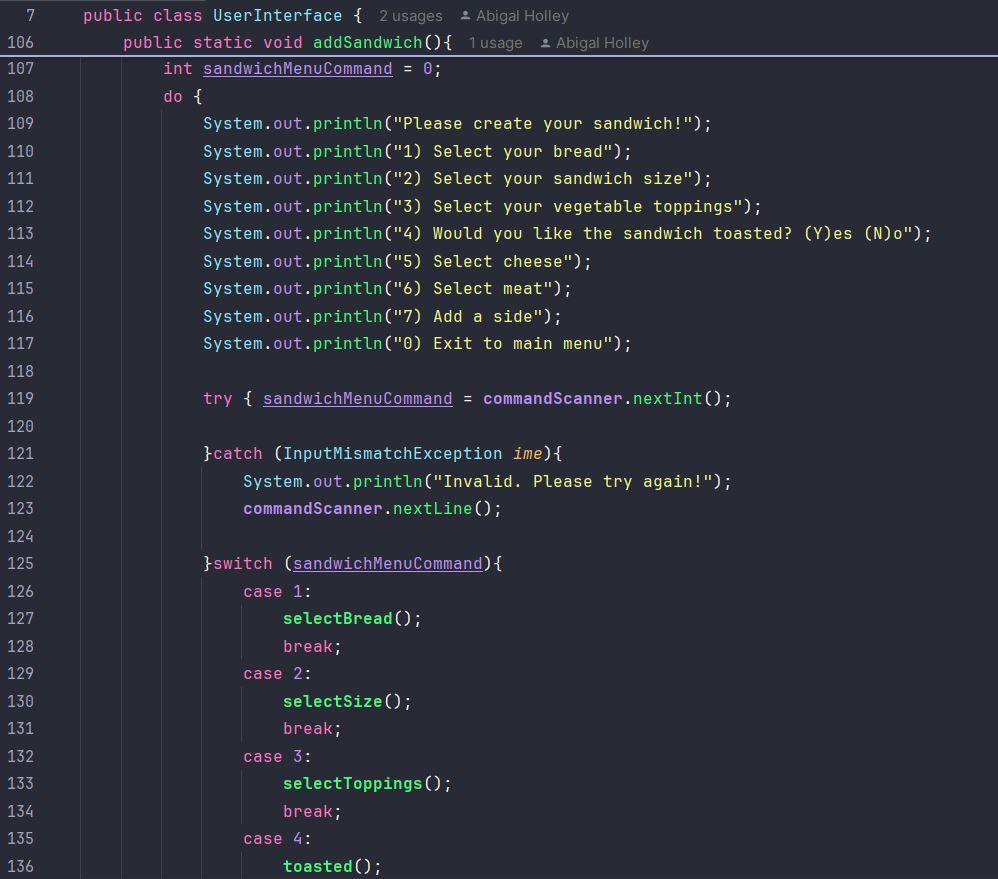 7 public class UserInterface { 2 usages Abigal Holley
106 public static void addSandwich(){ 1 usage Abigal Holley
107 int sandwichMenuCommand = 0;
108 do {
109 System.out.println("Please create your sandwich!");
110 System.out.println("1) Select your bread");
111 System.out.println("2) Select your sandwich size");
112 System.out.println("3) Select your vegetable toppings");
113 System.out.println("4) Would you like the sandwich toasted? (Y)es (N)o");
114 System.out.println("5) Select cheese");
115 System.out.println("6) Select meat");
116 System.out.println("7) Add a side");
117 System.out.println("0) Exit to main menu");
118
119 try { sandwichMenuCommand = commandScanner.nextInt();
120
121 }catch (InputMismatchException ime){
122 System.out.println("Invalid. Please try again!");
123 commandScanner.nextLine();
124
125 }switch (sandwichMenuCommand){
126 case 1:
127 selectBread();
128 break;
129 case 2:
130 selectSize();
131 break;
132 case 3:
133 selectToppings();
134 break;
135 case 4:
136 toasted();